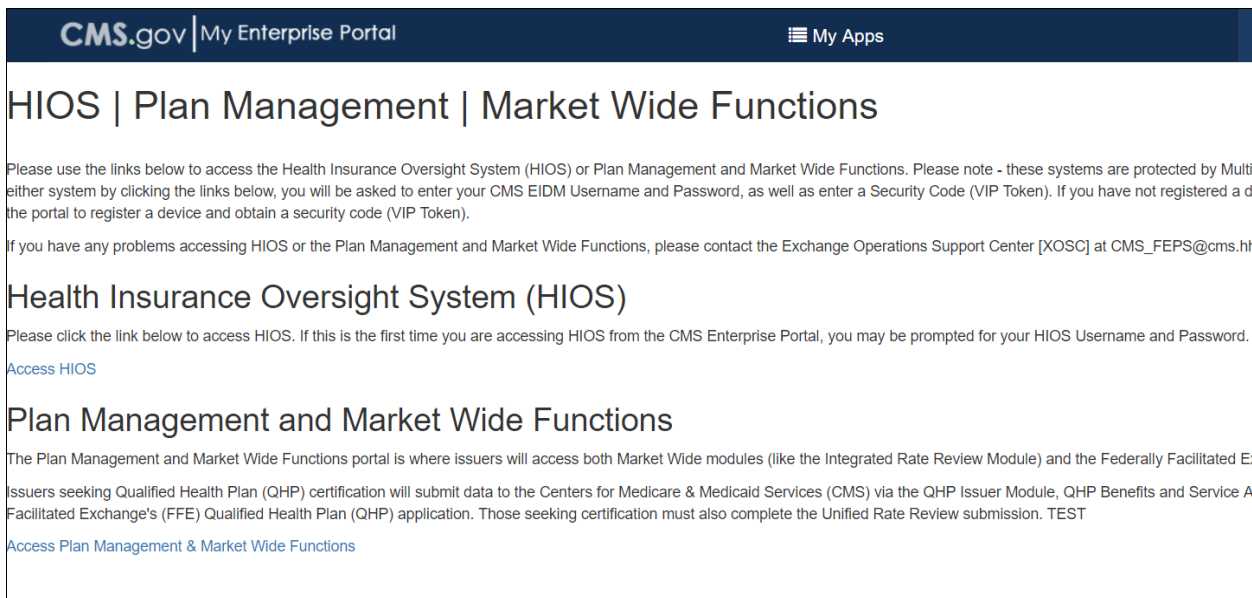 CMS.gov My Enterprise Portal
My Apps
HIOS | Plan Management | Market Wide Functions
Please use the links below to access the Health Insurance Oversight System (HIOS) or Plan Management and Market Wide Functions. Please note - these systems are protected by Multi
either system by clicking the links below, you will be asked to enter your CMS EIDM Username and Password, as well as enter a Security Code (VIP Token). If you have not registered a d
the portal to register a device and obtain a security code (VIP Token).
If you have any problems accessing HIOS or the Plan Management and Market Wide Functions, please contact the Exchange Operations Support Center [XOSC] at CMS_FEPS@cms.hh
Health Insurance Oversight System (HIOS)
Please click the link below to access HIOS. If this is the first time you are accessing HIOS from the CMS Enterprise Portal, you may be prompted for your HIOS Username and Password.
Access HIOS
Plan Management and Market Wide Functions
The Plan Management and Market Wide Functions portal is where issuers will access both Market Wide modules (like the Integrated Rate Review Module) and the Federally Facilitated E
Issuers seeking Qualified Health Plan (QHP) certification will submit data to the Centers for Medicare & Medicaid Services (CMS) via the QHP Issuer Module, QHP Benefits and Service A
Facilitated Exchange's (FFE) Qualified Health Plan (QHP) application. Those seeking certification must also complete the Unified Rate Review submission. TEST
Access Plan Management & Market Wide Functions